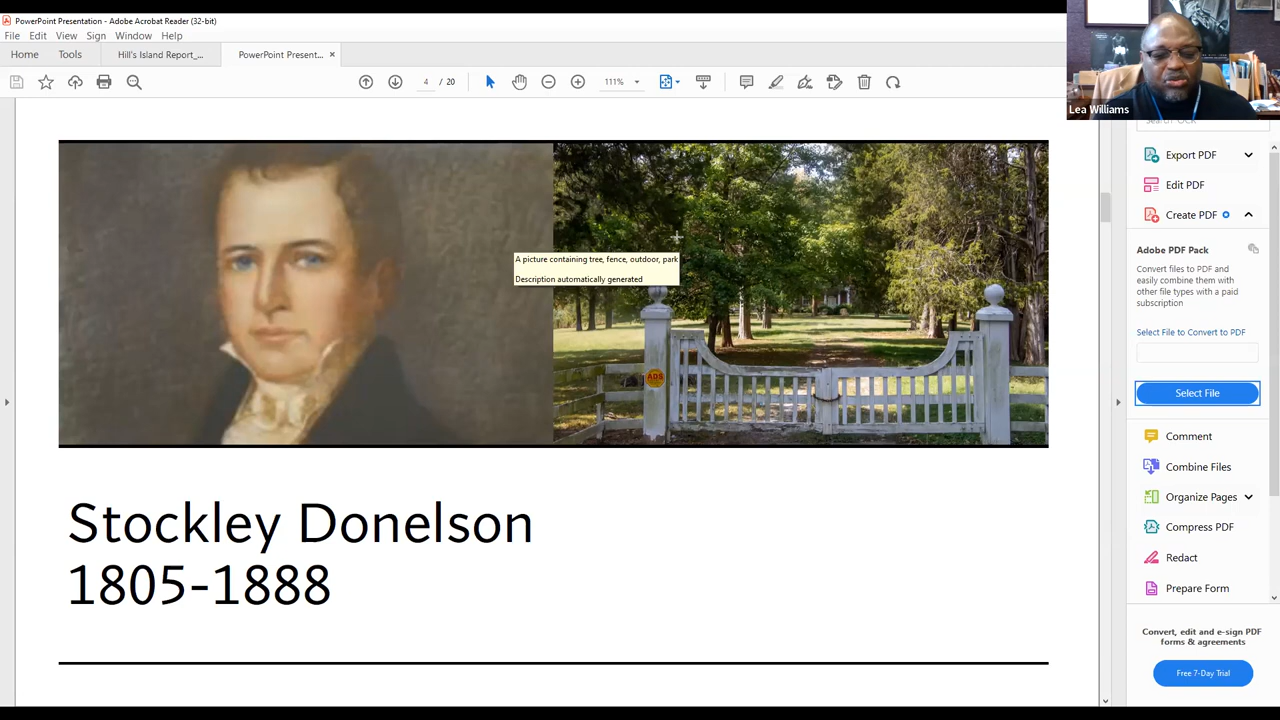 PowerPoint Presentation - Adobe Acrobat Reader (32-bit)
File Edit View Sign Window Help
Home Tools Hill's Island Report_... PowerPoint Present... ×
4 / 20 111%
Lea Williams
Export PDF
Edit PDF
Create PDF
Adobe PDF Pack
Convert files to PDF and
easily combine them with
other file types with a paid
subscription
Select File to Convert to PDF
Select File
Comment
Combine Files
Organize Pages
Compress PDF
Redact
Prepare Form
Convert, edit and e-sign PDF
forms & agreements
Free 7-Day Trial
A picture containing tree, fence, outdoor, park
Description automatically generated
ADS
Stockley Donelson
1805-1888